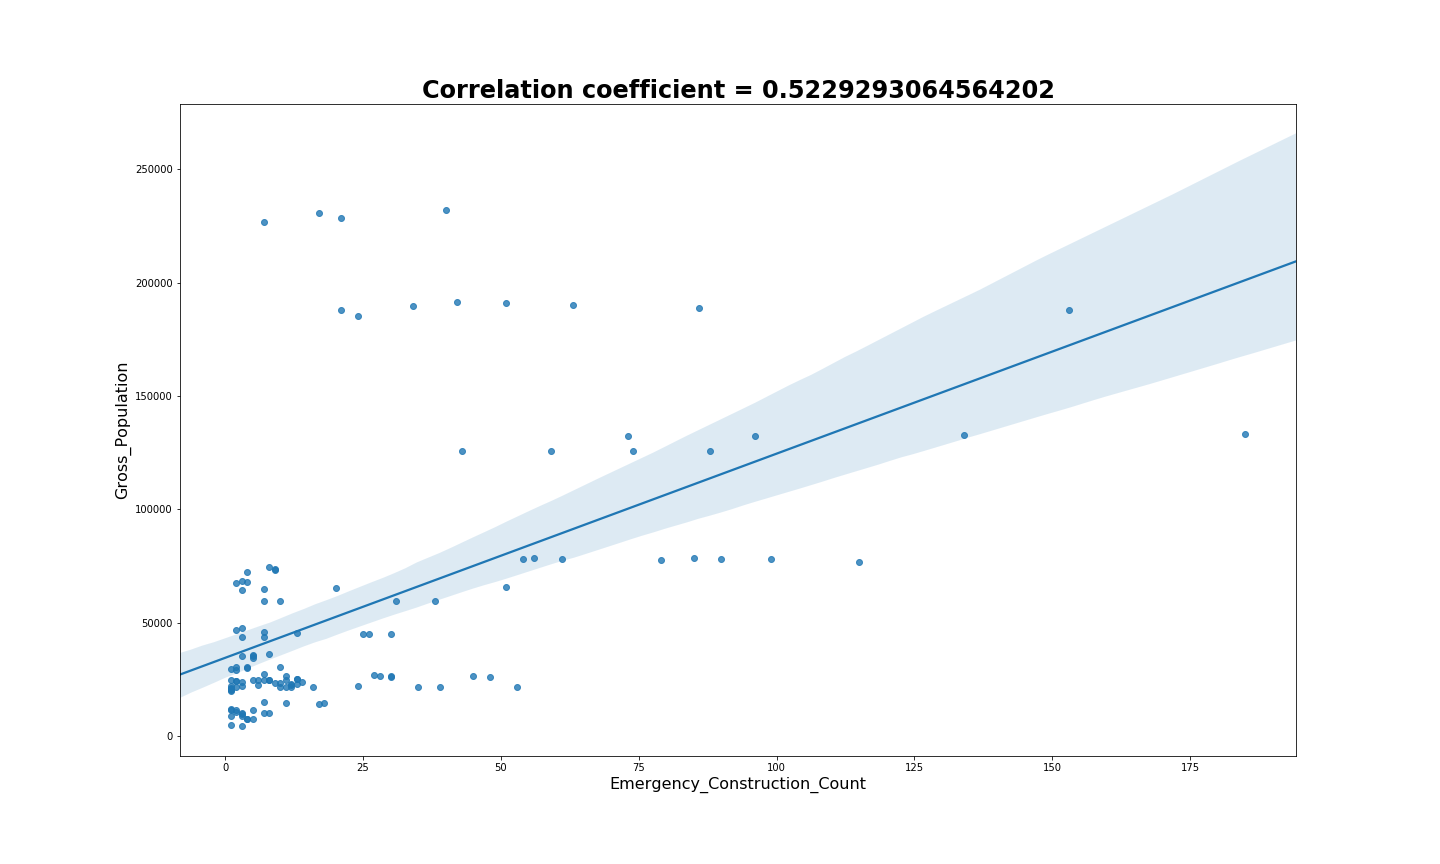 Correlation coefficient = 0.5229293064564202
250000
200000
150000
100000
50000
0
Gross_Population
0 25 50 75 100 125 150 175
Emergency_Construction_Count